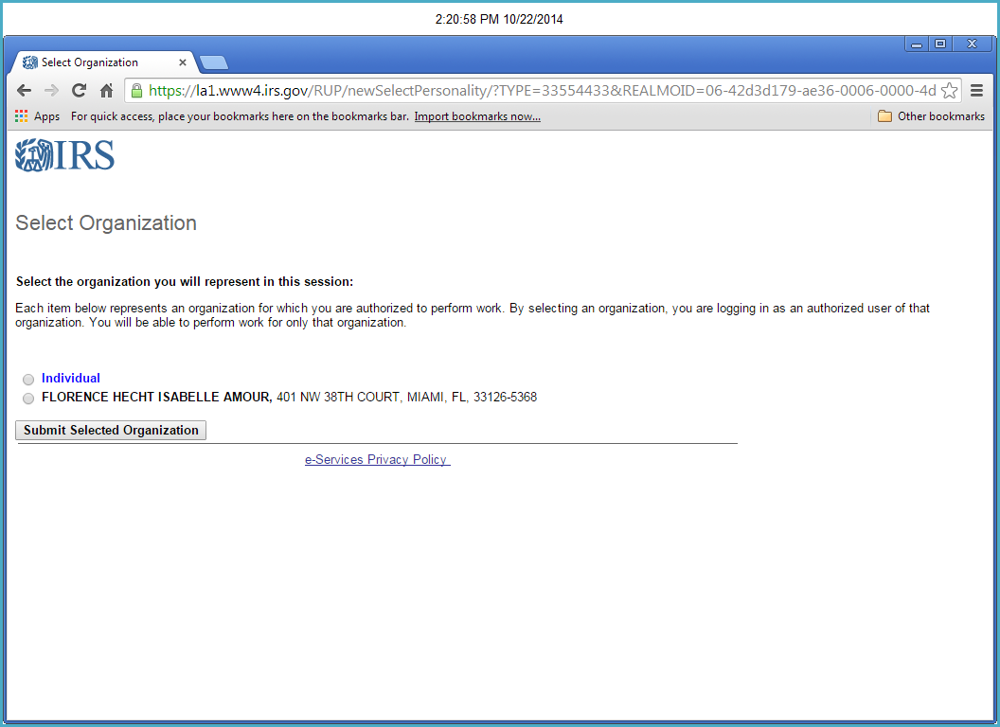 2:20:58 PM 10/22/2014
Select Organization
https://la1.www4.irs.gov/RUP/newSelectPersonality/?TYPE=33554433&REALMOID=06-42d3d179-ae36-0006-0000-4d
Apps For quick access, place your bookmarks here on the bookmarks bar. Import bookmarks now... Other bookmarks
IRS
Select Organization
Select the organization you will represent in this session:
Each item below represents an organization for which you are authorized to perform work. By selecting an organization, you are logging in as an authorized user of that
organization. You will be able to perform work for only that organization.
Individual
FLORENCE HECHT ISABELLE AMOUR, 401 NW 38TH COURT, MIAMI, FL, 33126-5368
Submit Selected Organization
e-Services Privacy Policy